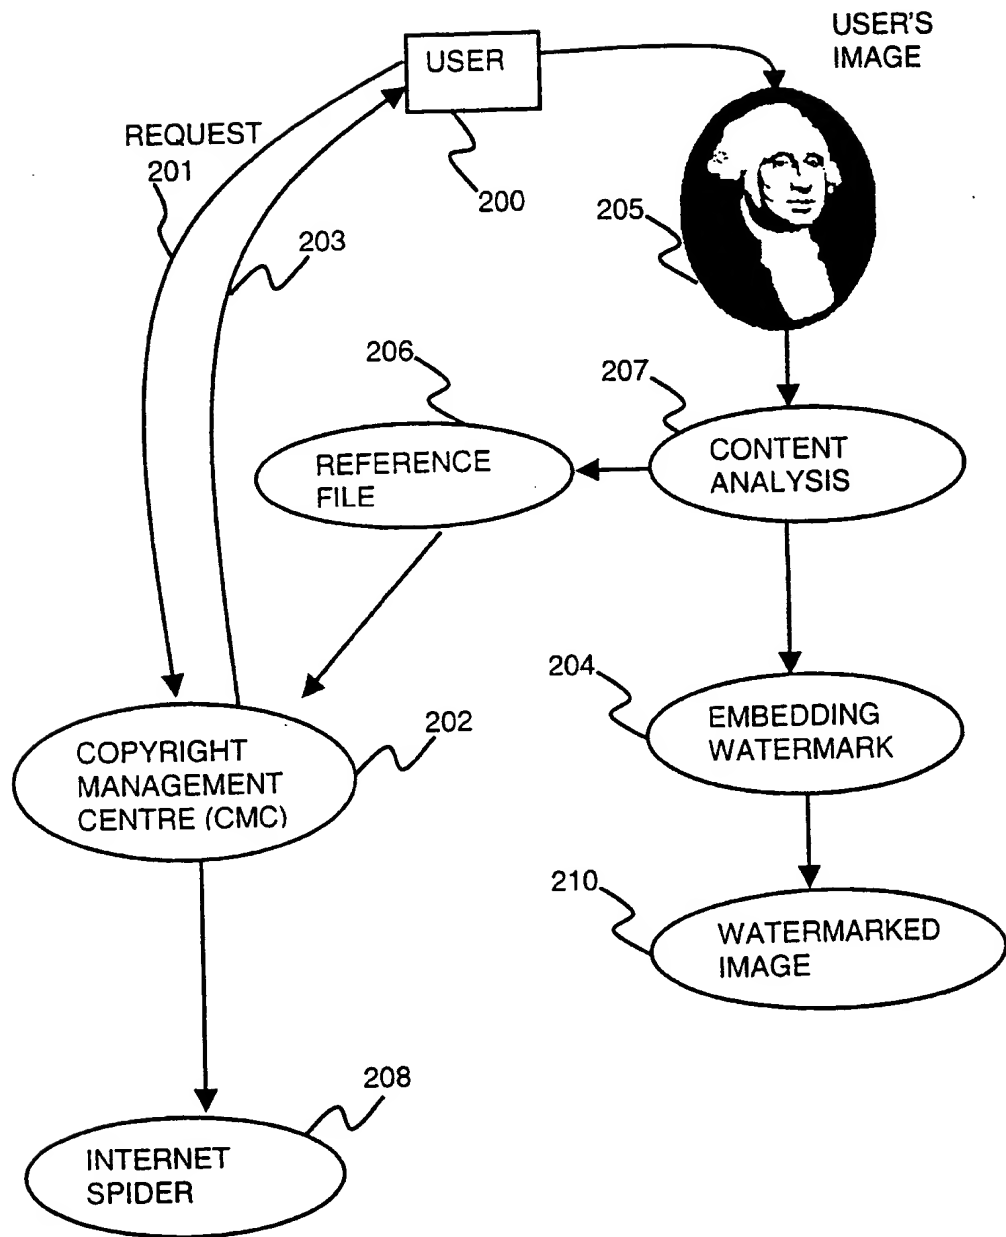 USER'S
IMAGE
USER
REQUEST
201
200
203
205
206
207
REFERENCE
FILE
CONTENT
ANALYSIS
204
EMBEDDING
WATERMARK
202
COPYRIGHT
MANAGEMENT
CENTRE (CMC)
210
WATERMARKED
IMAGE
208
INTERNET
SPIDER